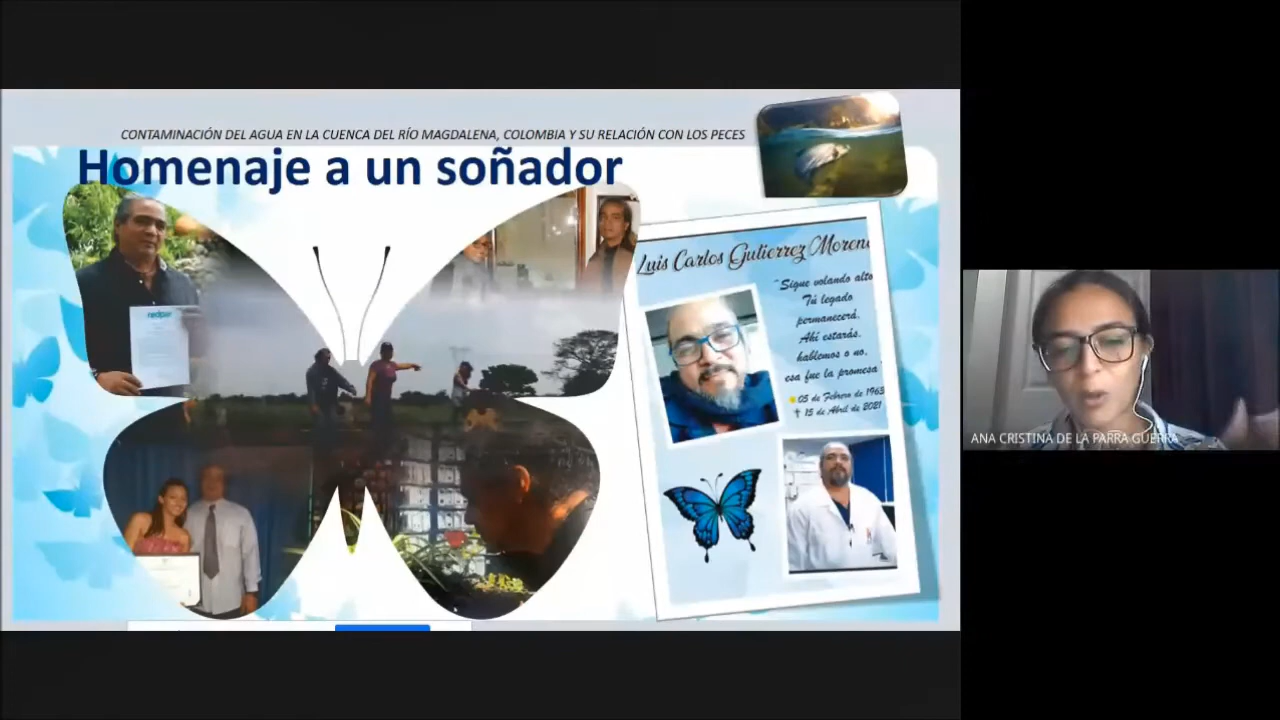 CONTAMINACIÓN DEL AGUA EN LA CUENCA DEL RÍO MAGDALENA, COLOMBIA Y SU RELACIÓN CON LOS PECES
Homenaje a un soñador
redpar
Luis Carlos Gutierrez Moreno
"Sigue volando alto
Tú legado
permanecerá.
Ahí estarás,
hablemos o no,
esa fue la promesa
05 de Febrero de 1963
15 de Abril de 2021
ANA CRISTINA DE LA PARRA GUERRA